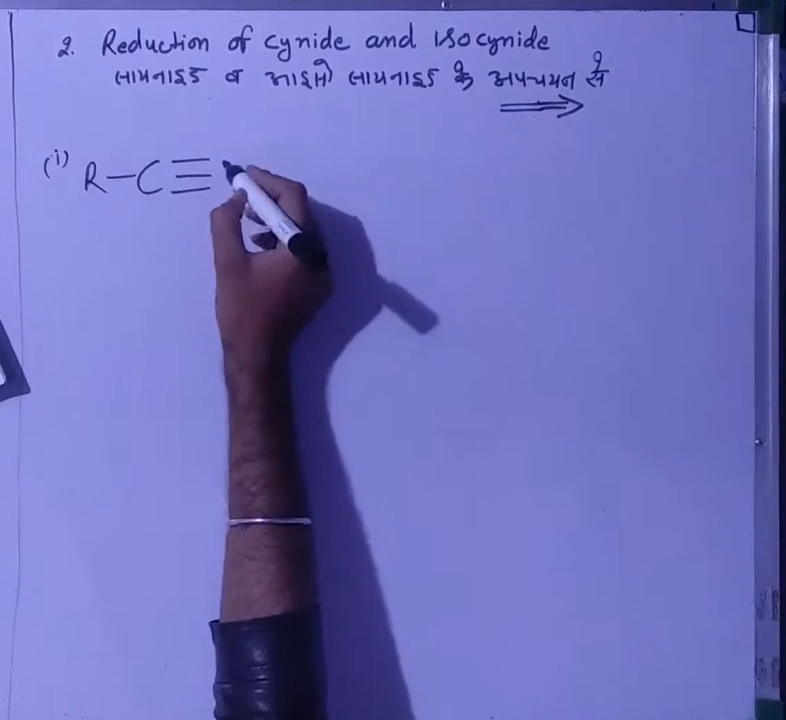 2. Reduction of cynide and isocynide
सायनाइड व आइसो सायनाइड के अपचयन से
(i) R-C≡